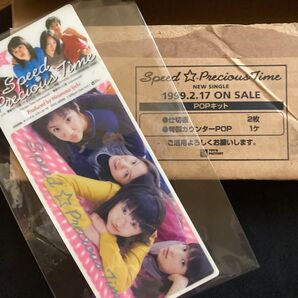 Speed
Precious Time
Speed☆Precious Time
Speed☆Precious Time
NEW SINGLE
1999.2.17 ON SALE
POPキット
●仕切板 2枚
●特製カウンターPOP 1ケ
ご活用よろしくお願いします。